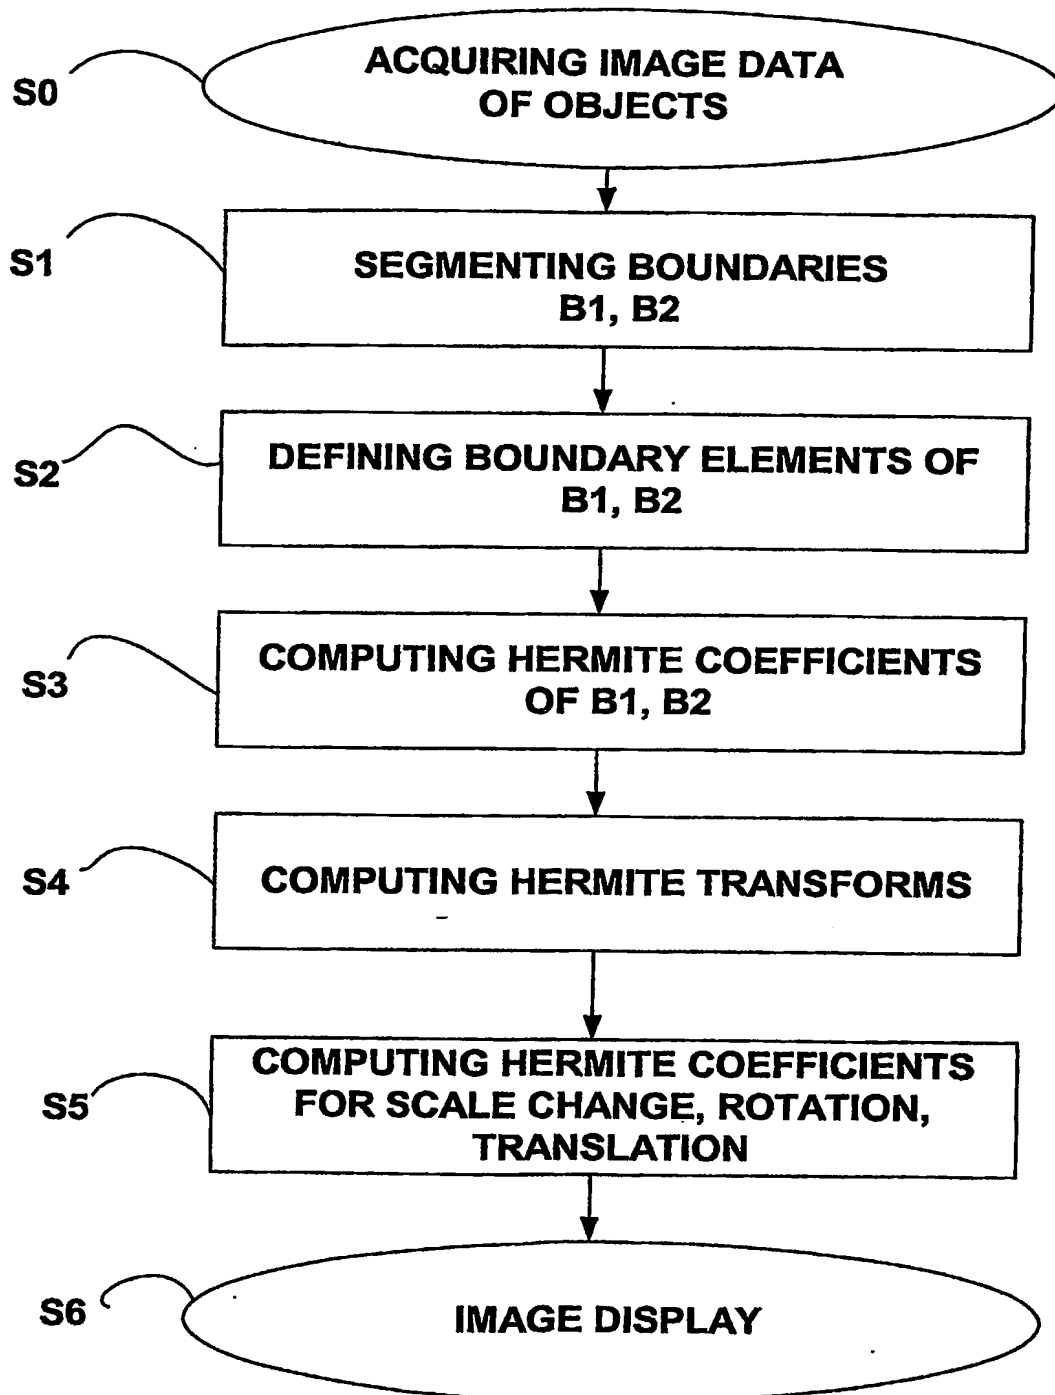 ACQUIRING IMAGE DATA
OF OBJECTS
S0
S1
SEGMENTING BOUNDARIES
B1, B2
S2
DEFINING BOUNDARY ELEMENTS OF
B1, B2
S3
COMPUTING HERMITE COEFFICIENTS
OF B1, B2
S4
COMPUTING HERMITE TRANSFORMS
S5
COMPUTING HERMITE COEFFICIENTS
FOR SCALE CHANGE, ROTATION,
TRANSLATION
S6
IMAGE DISPLAY